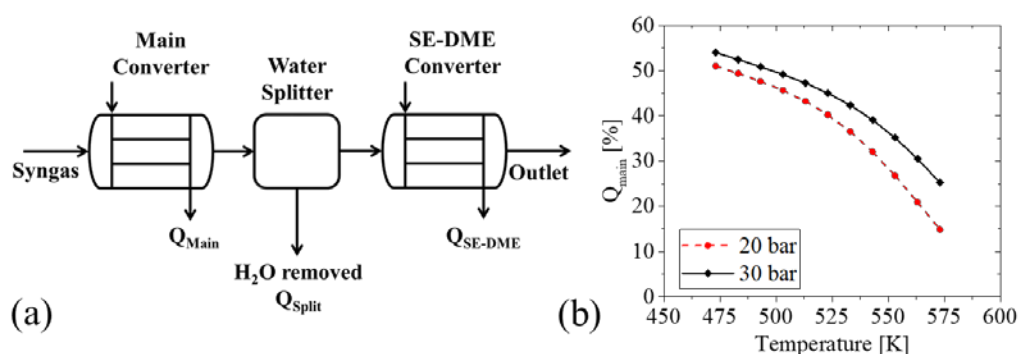 Main
Converter
Water
Splitter
SE-DME
Converter
Syngas
Outlet
Q_Main
Q_SE-DME
H₂O removed
Q_Split
(a)
Q_main [%]
60
50
40
30
20
10
0
20 bar
30 bar
450 475 500 525 550 575 600
Temperature [K]
(b)